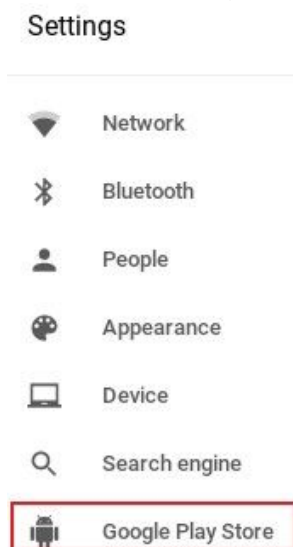 Settings
Network
Bluetooth
People
Appearance
Device
Search engine
Google Play Store